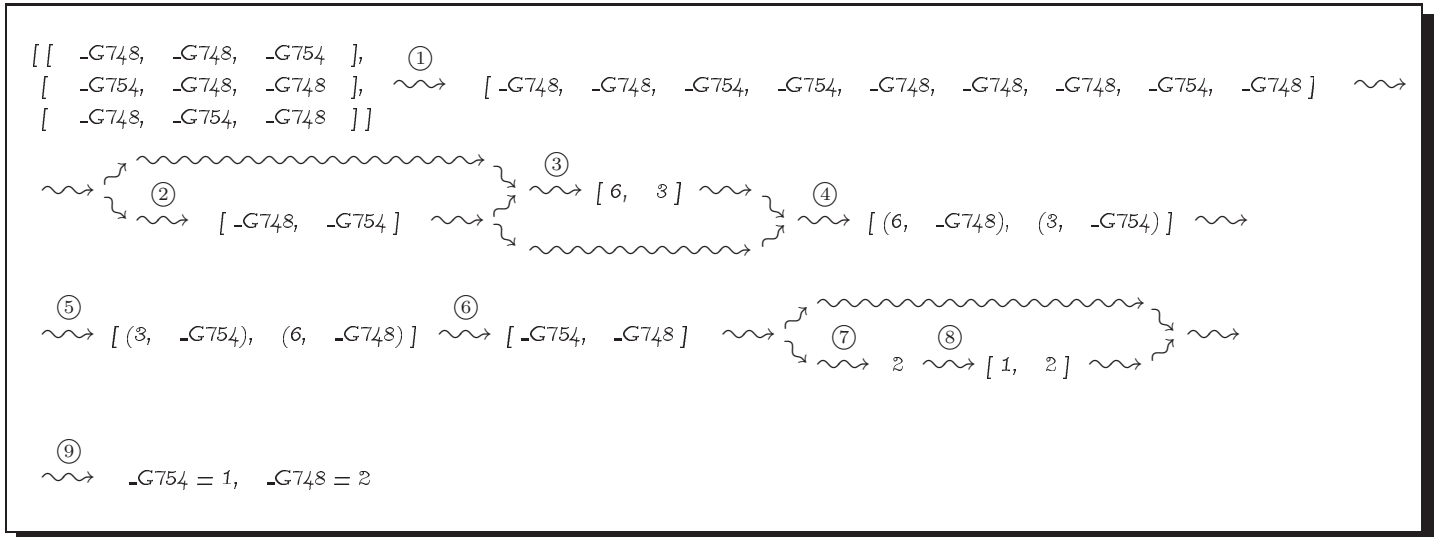 [ [ _G748, _G748, _G754 ],
[ _G754, _G748, _G748 ], ① [ _G748, _G748, _G754, _G754, _G748, _G748, _G748, _G754, _G748 ]
[ _G748, _G754, _G748 ] ]
③ [ 6, 3 ]
② [ _G748, _G754 ] ④ [ (6, _G748), (3, _G754) ]
⑤ [ (3, _G754), (6, _G748) ] ⑥ [ _G754, _G748 ]
⑦ 2 ⑧ [ 1, 2 ]
⑨ _G754 = 1, _G748 = 2